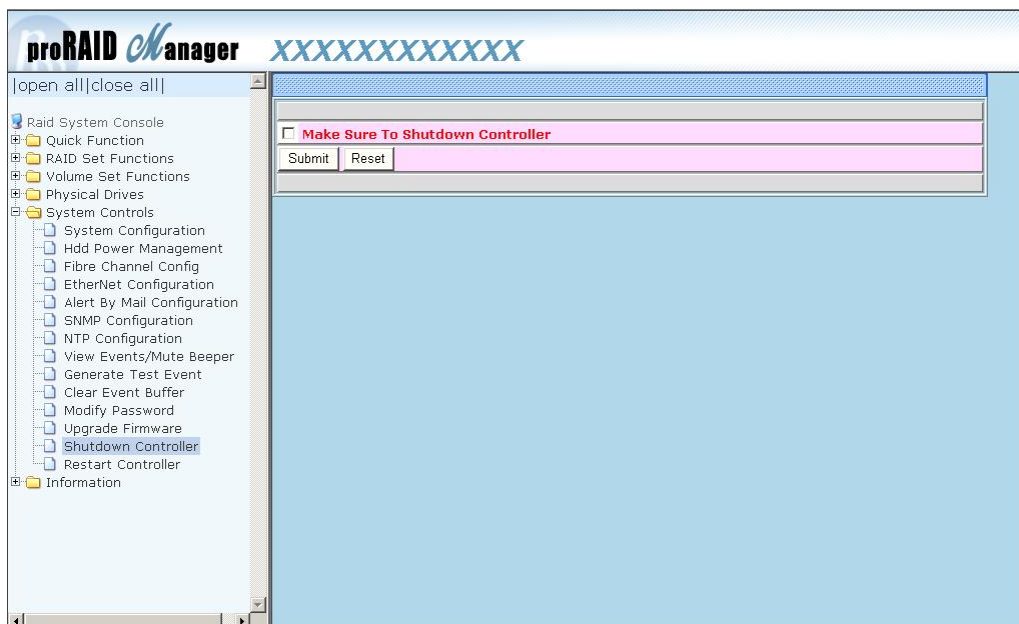 proRAID Manager XXXXXXXXXXXX
|open all|close all|
Raid System Console
Quick Function
RAID Set Functions
Volume Set Functions
Physical Drives
System Controls
System Configuration
Hdd Power Management
Fibre Channel Config
EtherNet Configuration
Alert By Mail Configuration
SNMP Configuration
NTP Configuration
View Events/Mute Beeper
Generate Test Event
Clear Event Buffer
Modify Password
Upgrade Firmware
Shutdown Controller
Restart Controller
Information
Make Sure To Shutdown Controller
Submit Reset